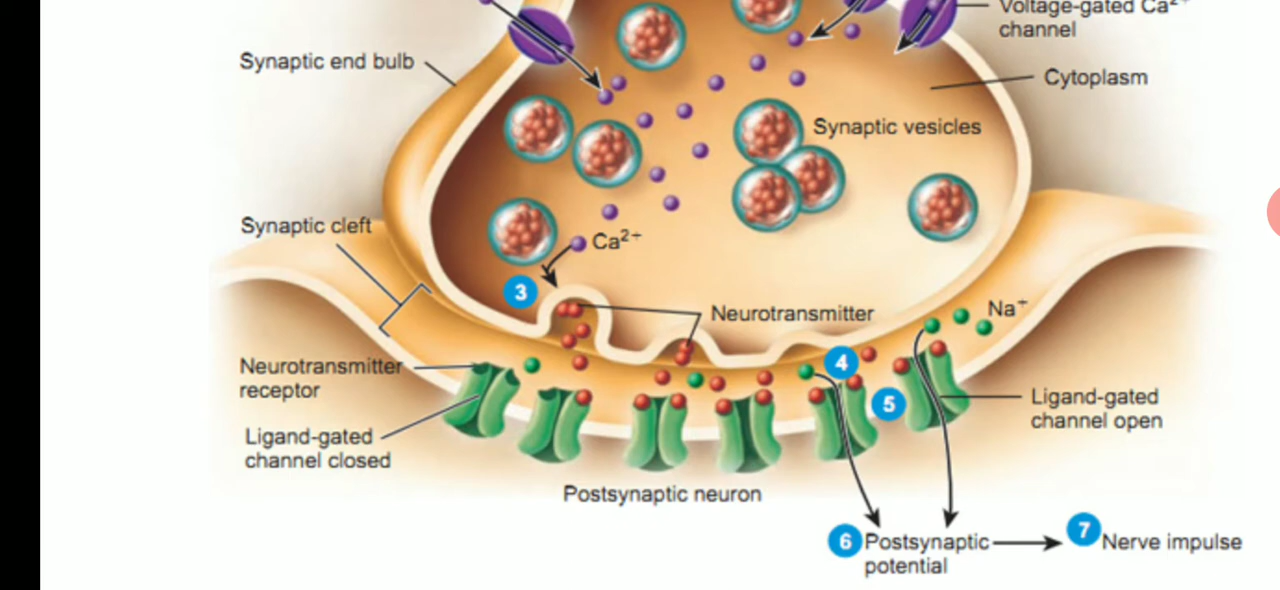 Voltage-gated Ca²⁺
channel
Synaptic end bulb
Cytoplasm
Synaptic vesicles
Synaptic cleft
Ca²⁺
3
Neurotransmitter
Na⁺
4
Neurotransmitter
receptor
5
Ligand-gated
channel open
Ligand-gated
channel closed
Postsynaptic neuron
6 Postsynaptic
potential
7 Nerve impulse